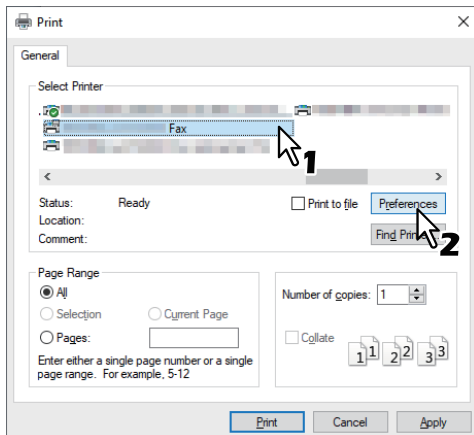 Print
General
Select Printer
Fax
1
Status: Ready
Print to file
Preferences
Location:
Comment:
Find Printer
2
Page Range
All
Selection
Current Page
Pages:
Enter either a single page number or a single
page range. For example, 5-12
Number of copies: 1
Collate
1 1 2 2 3 3
Print Cancel Apply